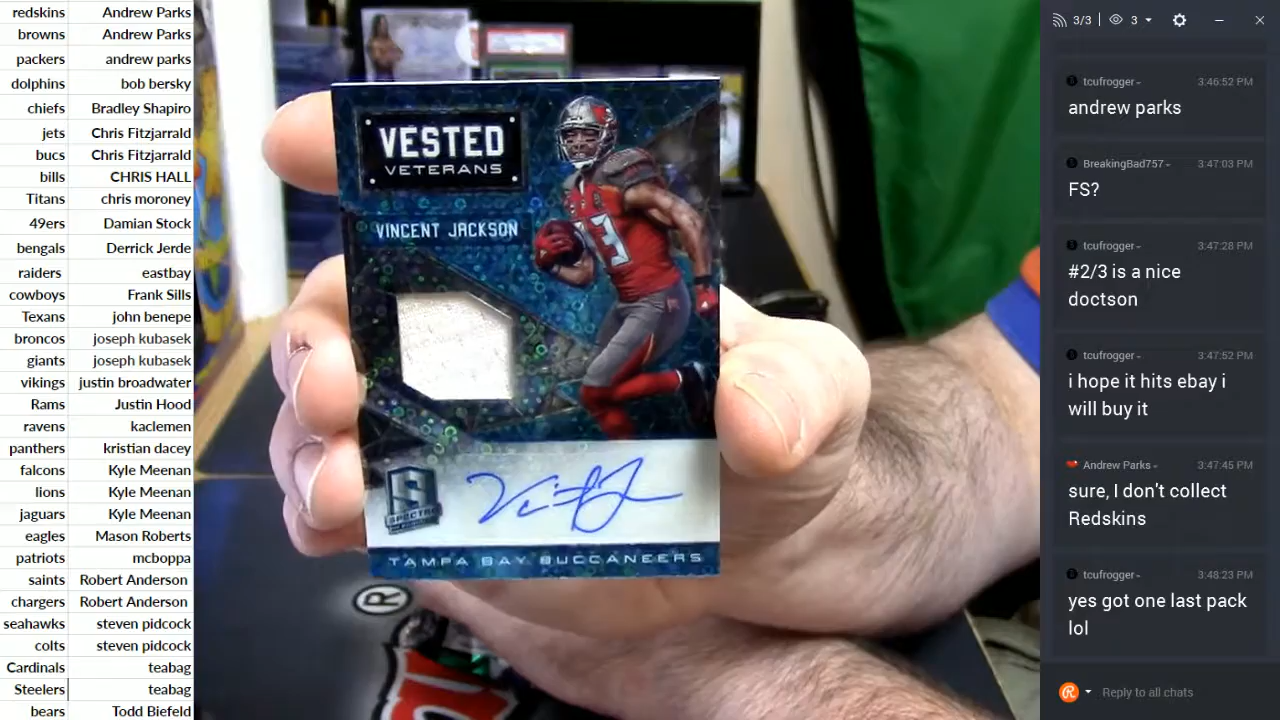 redskins Andrew Parks
browns Andrew Parks
packers andrew parks
dolphins bob bersky
chiefs Bradley Shapiro
jets Chris Fitzjarrald
bucs Chris Fitzjarrald
bills CHRIS HALL
Titans chris moroney
49ers Damian Stock
bengals Derrick Jerde
raiders eastbay
cowboys Frank Sills
Texans john benepe
broncos joseph kubasek
giants joseph kubasek
vikings justin broadwater
Rams Justin Hood
ravens kaclemen
panthers kristian dacey
falcons Kyle Meenan
lions Kyle Meenan
jaguars Kyle Meenan
eagles Mason Roberts
patriots mcboppa
saints Robert Anderson
chargers Robert Anderson
seahawks steven pidcock
colts steven pidcock
Cardinals teabag
Steelers teabag
bears Todd Biefeld
VESTED
VETERANS
VINCENT JACKSON
13
S
SPECTRA
TAMPA BAY BUCCANEERS
®
3/3 3
tcufrogger 3:46:52 PM
andrew parks
BreakingBad757 3:47:03 PM
FS?
tcufrogger 3:47:28 PM
#2/3 is a nice
doctson
tcufrogger 3:47:52 PM
i hope it hits ebay i
will buy it
Andrew Parks 3:47:45 PM
sure, I don't collect
Redskins
tcufrogger 3:48:23 PM
yes got one last pack
lol
Reply to all chats